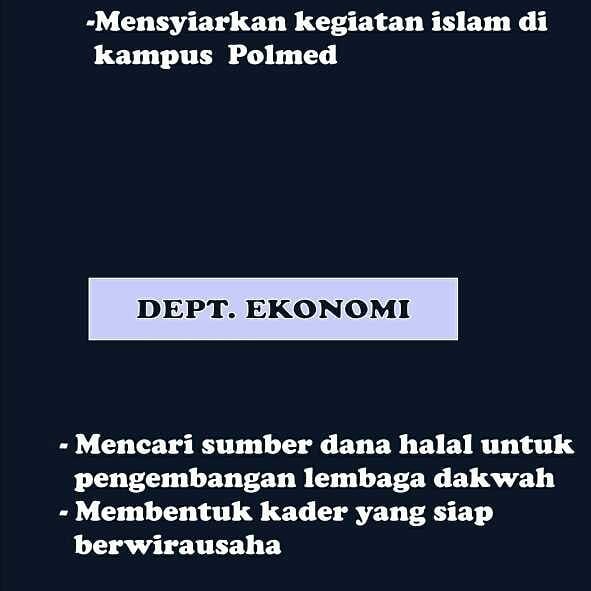 -Mensyiarkan kegiatan islam di
kampus Polmed
DEPT. EKONOMI
- Mencari sumber dana halal untuk
pengembangan lembaga dakwah
- Membentuk kader yang siap
berwirausaha